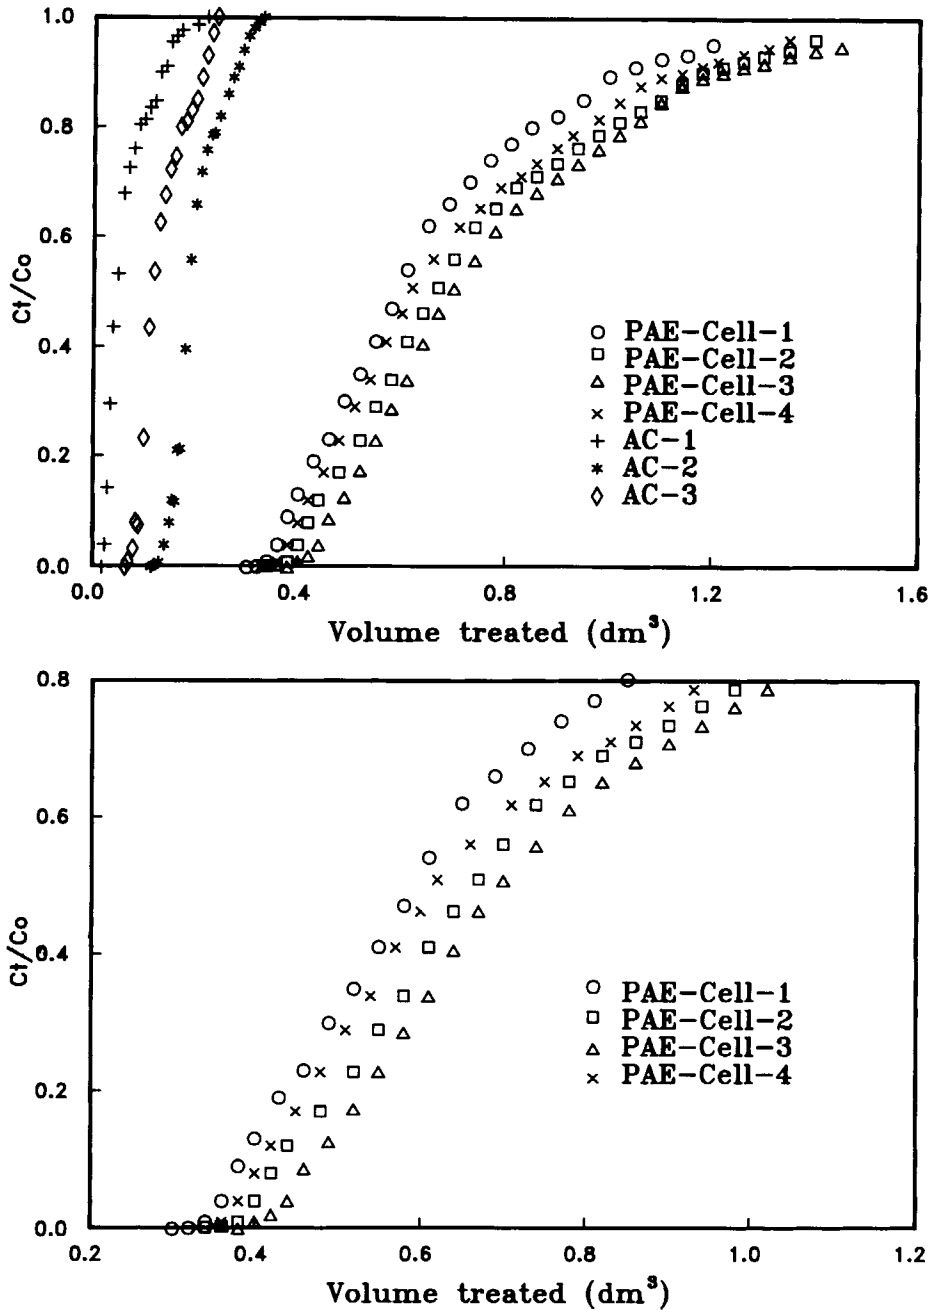 1.0
0.8
0.6
0.4
0.2
0.0
Ct/Co
PAE-Cell-1
PAE-Cell-2
PAE-Cell-3
PAE-Cell-4
AC-1
AC-2
AC-3
0.0 0.4 0.8 1.2 1.6
Volume treated (dm³)
0.8
0.6
0.4
0.2
0.0
Ct/Co
PAE-Cell-1
PAE-Cell-2
PAE-Cell-3
PAE-Cell-4
0.2 0.4 0.6 0.8 1.0 1.2
Volume treated (dm³)